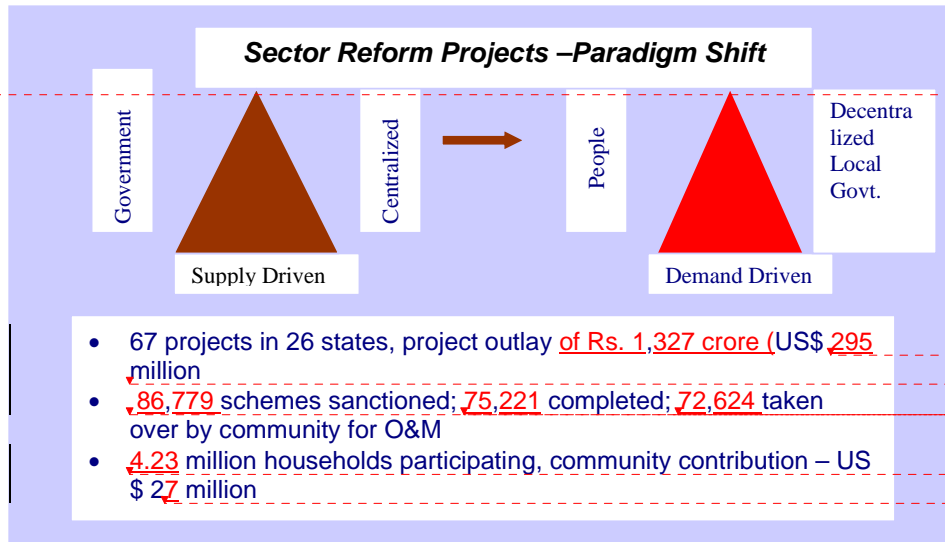 Sector Reform Projects –Paradigm Shift
Government
Centralized
People
Decentra
lized
Local
Govt.
Supply Driven
Demand Driven
• 67 projects in 26 states, project outlay of Rs. 1,327 crore (US$ 295
million
• 86,779 schemes sanctioned; 75,221 completed; 72,624 taken
over by community for O&M
• 4.23 million households participating, community contribution – US
$ 27 million